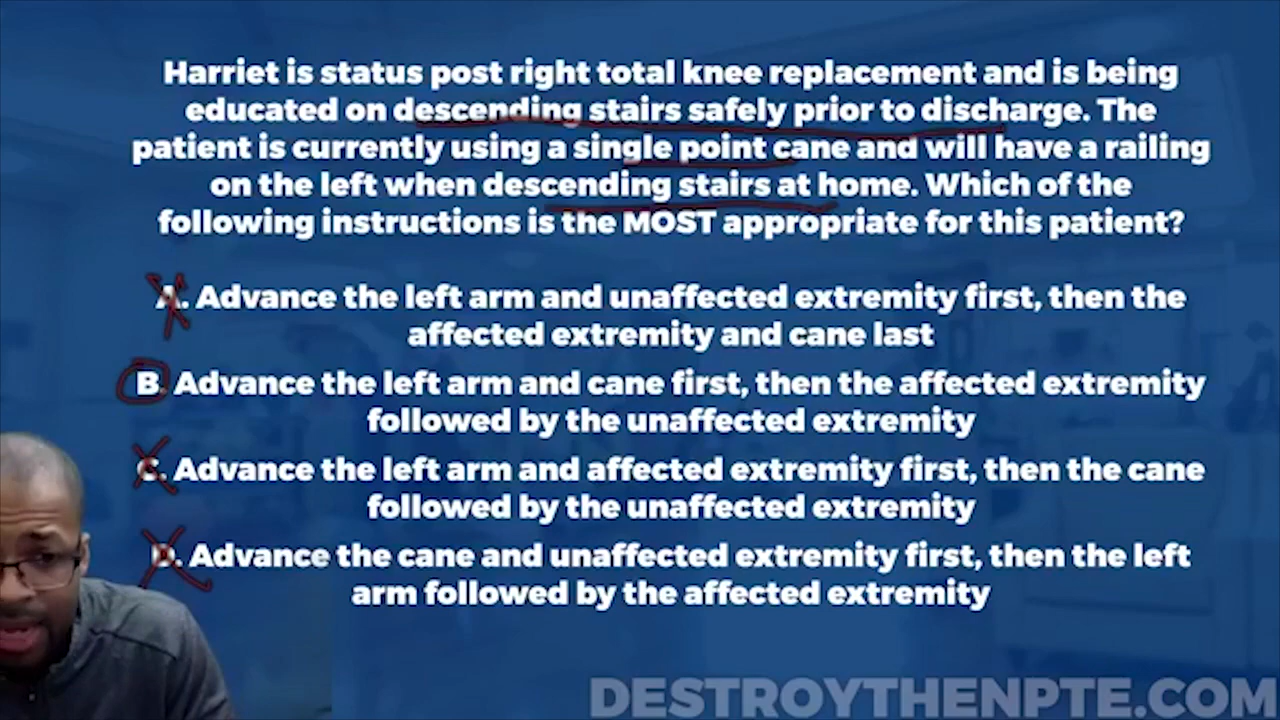 Harriet is status post right total knee replacement and is being
educated on descending stairs safely prior to discharge. The
patient is currently using a single point cane and will have a railing
on the left when descending stairs at home. Which of the
following instructions is the MOST appropriate for this patient?
A. Advance the left arm and unaffected extremity first, then the
affected extremity and cane last
B. Advance the left arm and cane first, then the affected extremity
followed by the unaffected extremity
C. Advance the left arm and affected extremity first, then the cane
followed by the unaffected extremity
D. Advance the cane and unaffected extremity first, then the left
arm followed by the affected extremity
DESTROYTHENPTE.COM